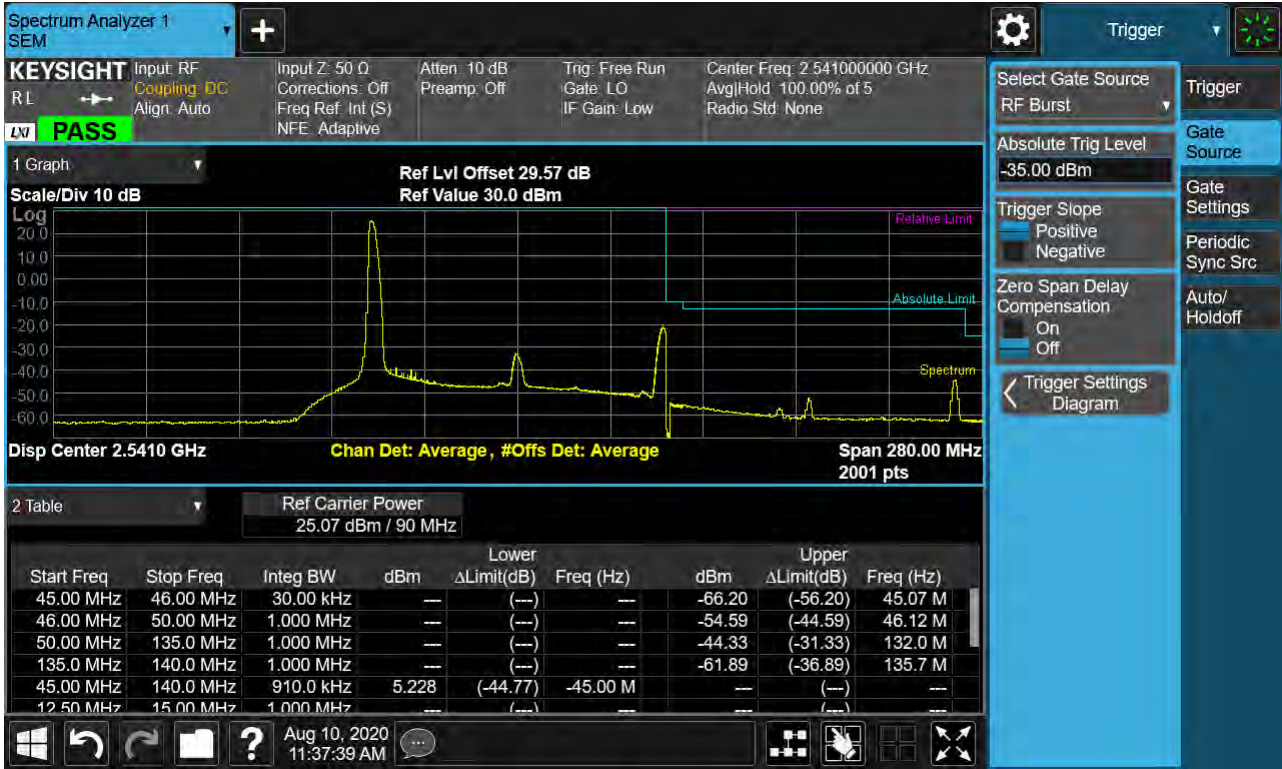 Spectrum Analyzer 1
SEM
Trigger
KEYSIGHT
R L
LXI
PASS
Input: RF
Coupling: DC
Align: Auto
Input Z: 50 Ω
Corrections: Off
Freq Ref: Int (S)
NFE: Adaptive
Atten: 10 dB
Preamp: Off
Trig: Free Run
Gate: LO
IF Gain: Low
Center Freq: 2.541000000 GHz
Avg|Hold: 100.00% of 5
Radio Std: None
1 Graph
Scale/Div 10 dB
Ref Lvl Offset 29.57 dB
Ref Value 30.0 dBm
Log
20.0
10.0
0.00
-10.0
-20.0
-30.0
-40.0
-50.0
-60.0
Relative Limit
Absolute Limit
Spectrum
Disp Center 2.5410 GHz
Chan Det: Average, #Offs Det: Average
Span 280.00 MHz
2001 pts
2 Table
Ref Carrier Power
25.07 dBm / 90 MHz
Lower Upper
Start Freq Stop Freq Integ BW dBm ΔLimit(dB) Freq (Hz) dBm ΔLimit(dB) Freq (Hz)
45.00 MHz 46.00 MHz 30.00 kHz --- (---) --- -66.20 (-56.20) 45.07 M
46.00 MHz 50.00 MHz 1.000 MHz --- (---) --- -54.59 (-44.59) 46.12 M
50.00 MHz 135.0 MHz 1.000 MHz --- (---) --- -44.33 (-31.33) 132.0 M
135.0 MHz 140.0 MHz 1.000 MHz --- (---) --- -61.89 (-36.89) 135.7 M
45.00 MHz 140.0 MHz 910.0 kHz 5.228 (-44.77) -45.00 M --- (---) ---
12.50 MHz 15.00 MHz 1.000 MHz --- (---) --- --- (---) ---
Select Gate Source
RF Burst
Absolute Trig Level
-35.00 dBm
Trigger Slope
Positive
Negative
Zero Span Delay
Compensation
On
Off
Trigger Settings
Diagram
Trigger
Gate
Source
Gate
Settings
Periodic
Sync Src
Auto/
Holdoff
?
Aug 10, 2020
11:37:39 AM